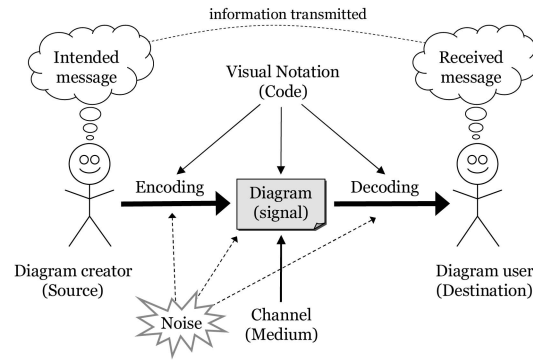 information transmitted
Intended
message
Received
message
Visual Notation
(Code)
Encoding
Diagram
(signal)
Decoding
Diagram creator
(Source)
Diagram user
(Destination)
Noise
Channel
(Medium)